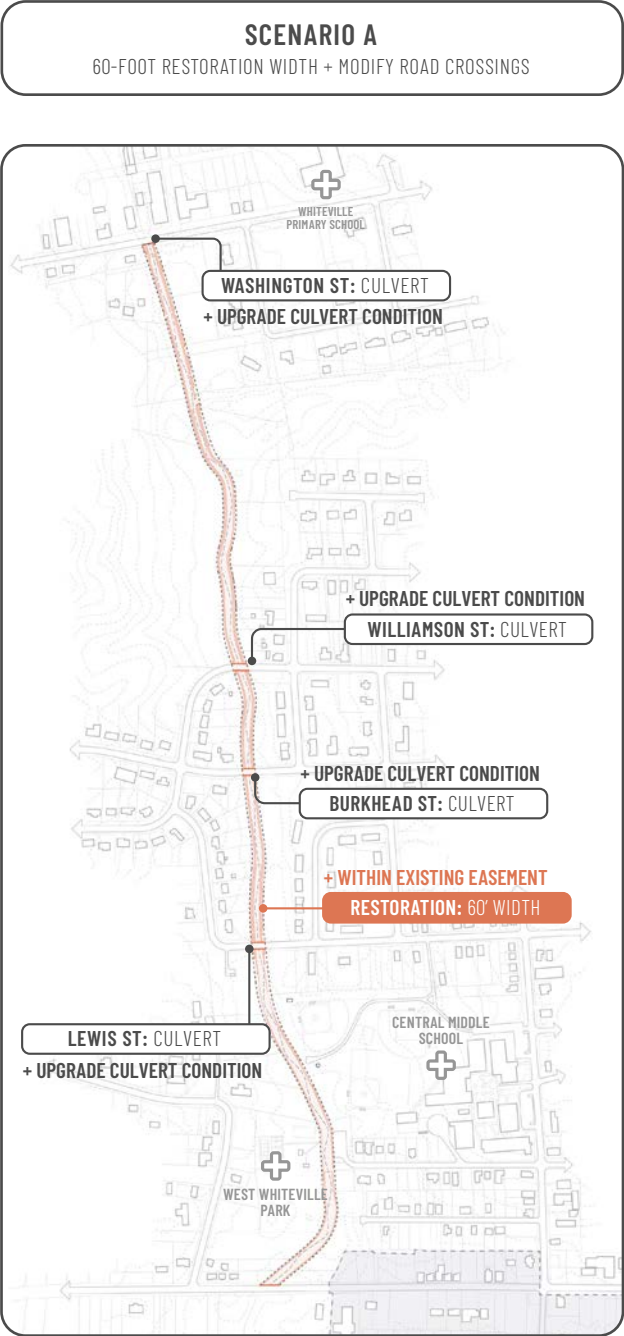 SCENARIO A
60-FOOT RESTORATION WIDTH + MODIFY ROAD CROSSINGS
WHITEVILLE
PRIMARY SCHOOL
WASHINGTON ST: CULVERT
+ UPGRADE CULVERT CONDITION
+ UPGRADE CULVERT CONDITION
WILLIAMSON ST: CULVERT
+ UPGRADE CULVERT CONDITION
BURKHEAD ST: CULVERT
+ WITHIN EXISTING EASEMENT
RESTORATION: 60' WIDTH
LEWIS ST: CULVERT
+ UPGRADE CULVERT CONDITION
CENTRAL MIDDLE
SCHOOL
WEST WHITEVILLE
PARK